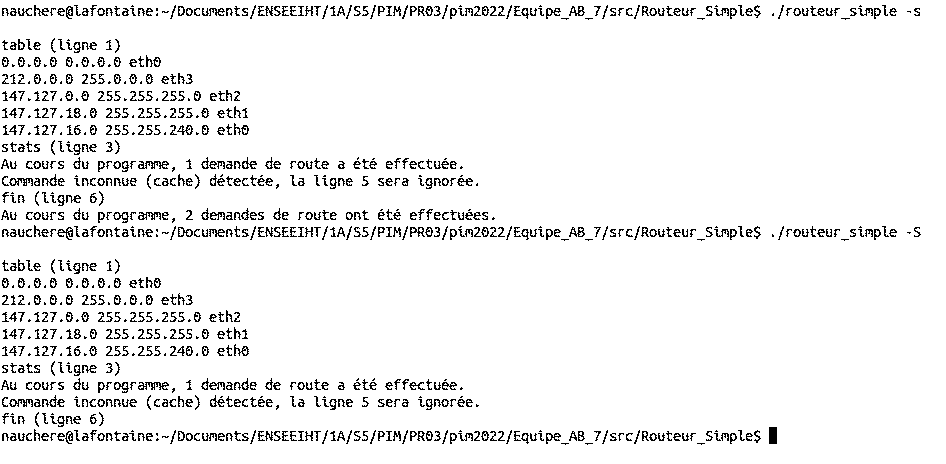 nauchere@lafontaine:~/Documents/ENSEEIHT/1A/S5/PIM/PR03/pim2022/Equipe_AB_7/src/Routeur_Simple$ ./routeur_simple -s
table (ligne 1)
0.0.0.0 0.0.0.0 eth0
212.0.0.0 255.0.0.0 eth3
147.127.0.0 255.255.255.0 eth2
147.127.18.0 255.255.255.0 eth1
147.127.16.0 255.255.240.0 eth0
stats (ligne 3)
Au cours du programme, 1 demande de route a été effectuée.
Commande inconnue (cache) détectée, la ligne 5 sera ignorée.
fin (ligne 6)
Au cours du programme, 2 demandes de route ont été effectuées.
nauchere@lafontaine:~/Documents/ENSEEIHT/1A/S5/PIM/PR03/pim2022/Equipe_AB_7/src/Routeur_Simple$ ./routeur_simple -S
table (ligne 1)
0.0.0.0 0.0.0.0 eth0
212.0.0.0 255.0.0.0 eth3
147.127.0.0 255.255.255.0 eth2
147.127.18.0 255.255.255.0 eth1
147.127.16.0 255.255.240.0 eth0
stats (ligne 3)
Au cours du programme, 1 demande de route a été effectuée.
Commande inconnue (cache) détectée, la ligne 5 sera ignorée.
fin (ligne 6)
nauchere@lafontaine:~/Documents/ENSEEIHT/1A/S5/PIM/PR03/pim2022/Equipe_AB_7/src/Routeur_Simple$